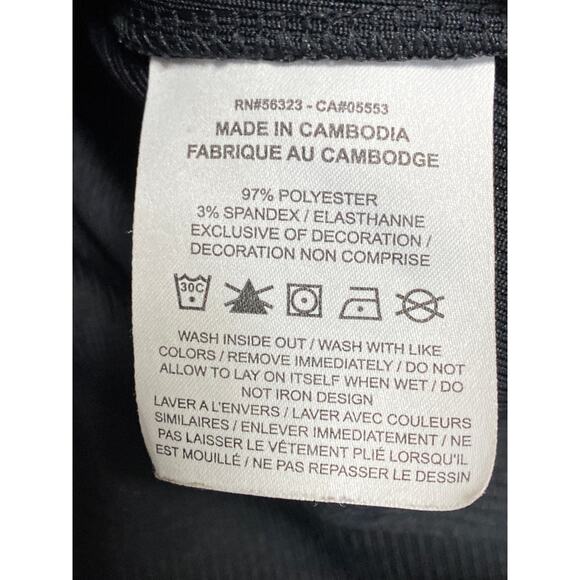 RN#56323 - CA#05553
MADE IN CAMBODIA
FABRIQUE AU CAMBODGE
97% POLYESTER
3% SPANDEX / ELASTHANNE
EXCLUSIVE OF DECORATION /
DECORATION NON COMPRISE
30C
WASH INSIDE OUT / WASH WITH LIKE
COLORS / REMOVE IMMEDIATELY / DO NOT
ALLOW TO LAY ON ITSELF WHEN WET / DO
NOT IRON DESIGN
LAVER A L'ENVERS / LAVER AVEC COULEURS
SIMILAIRES / ENLEVER IMMEDIATEMENT / NE
PAS LAISSER LE VÊTEMENT PLIÉ LORSQU'IL
EST MOUILLÉ / NE PAS REPASSER LE DESSIN